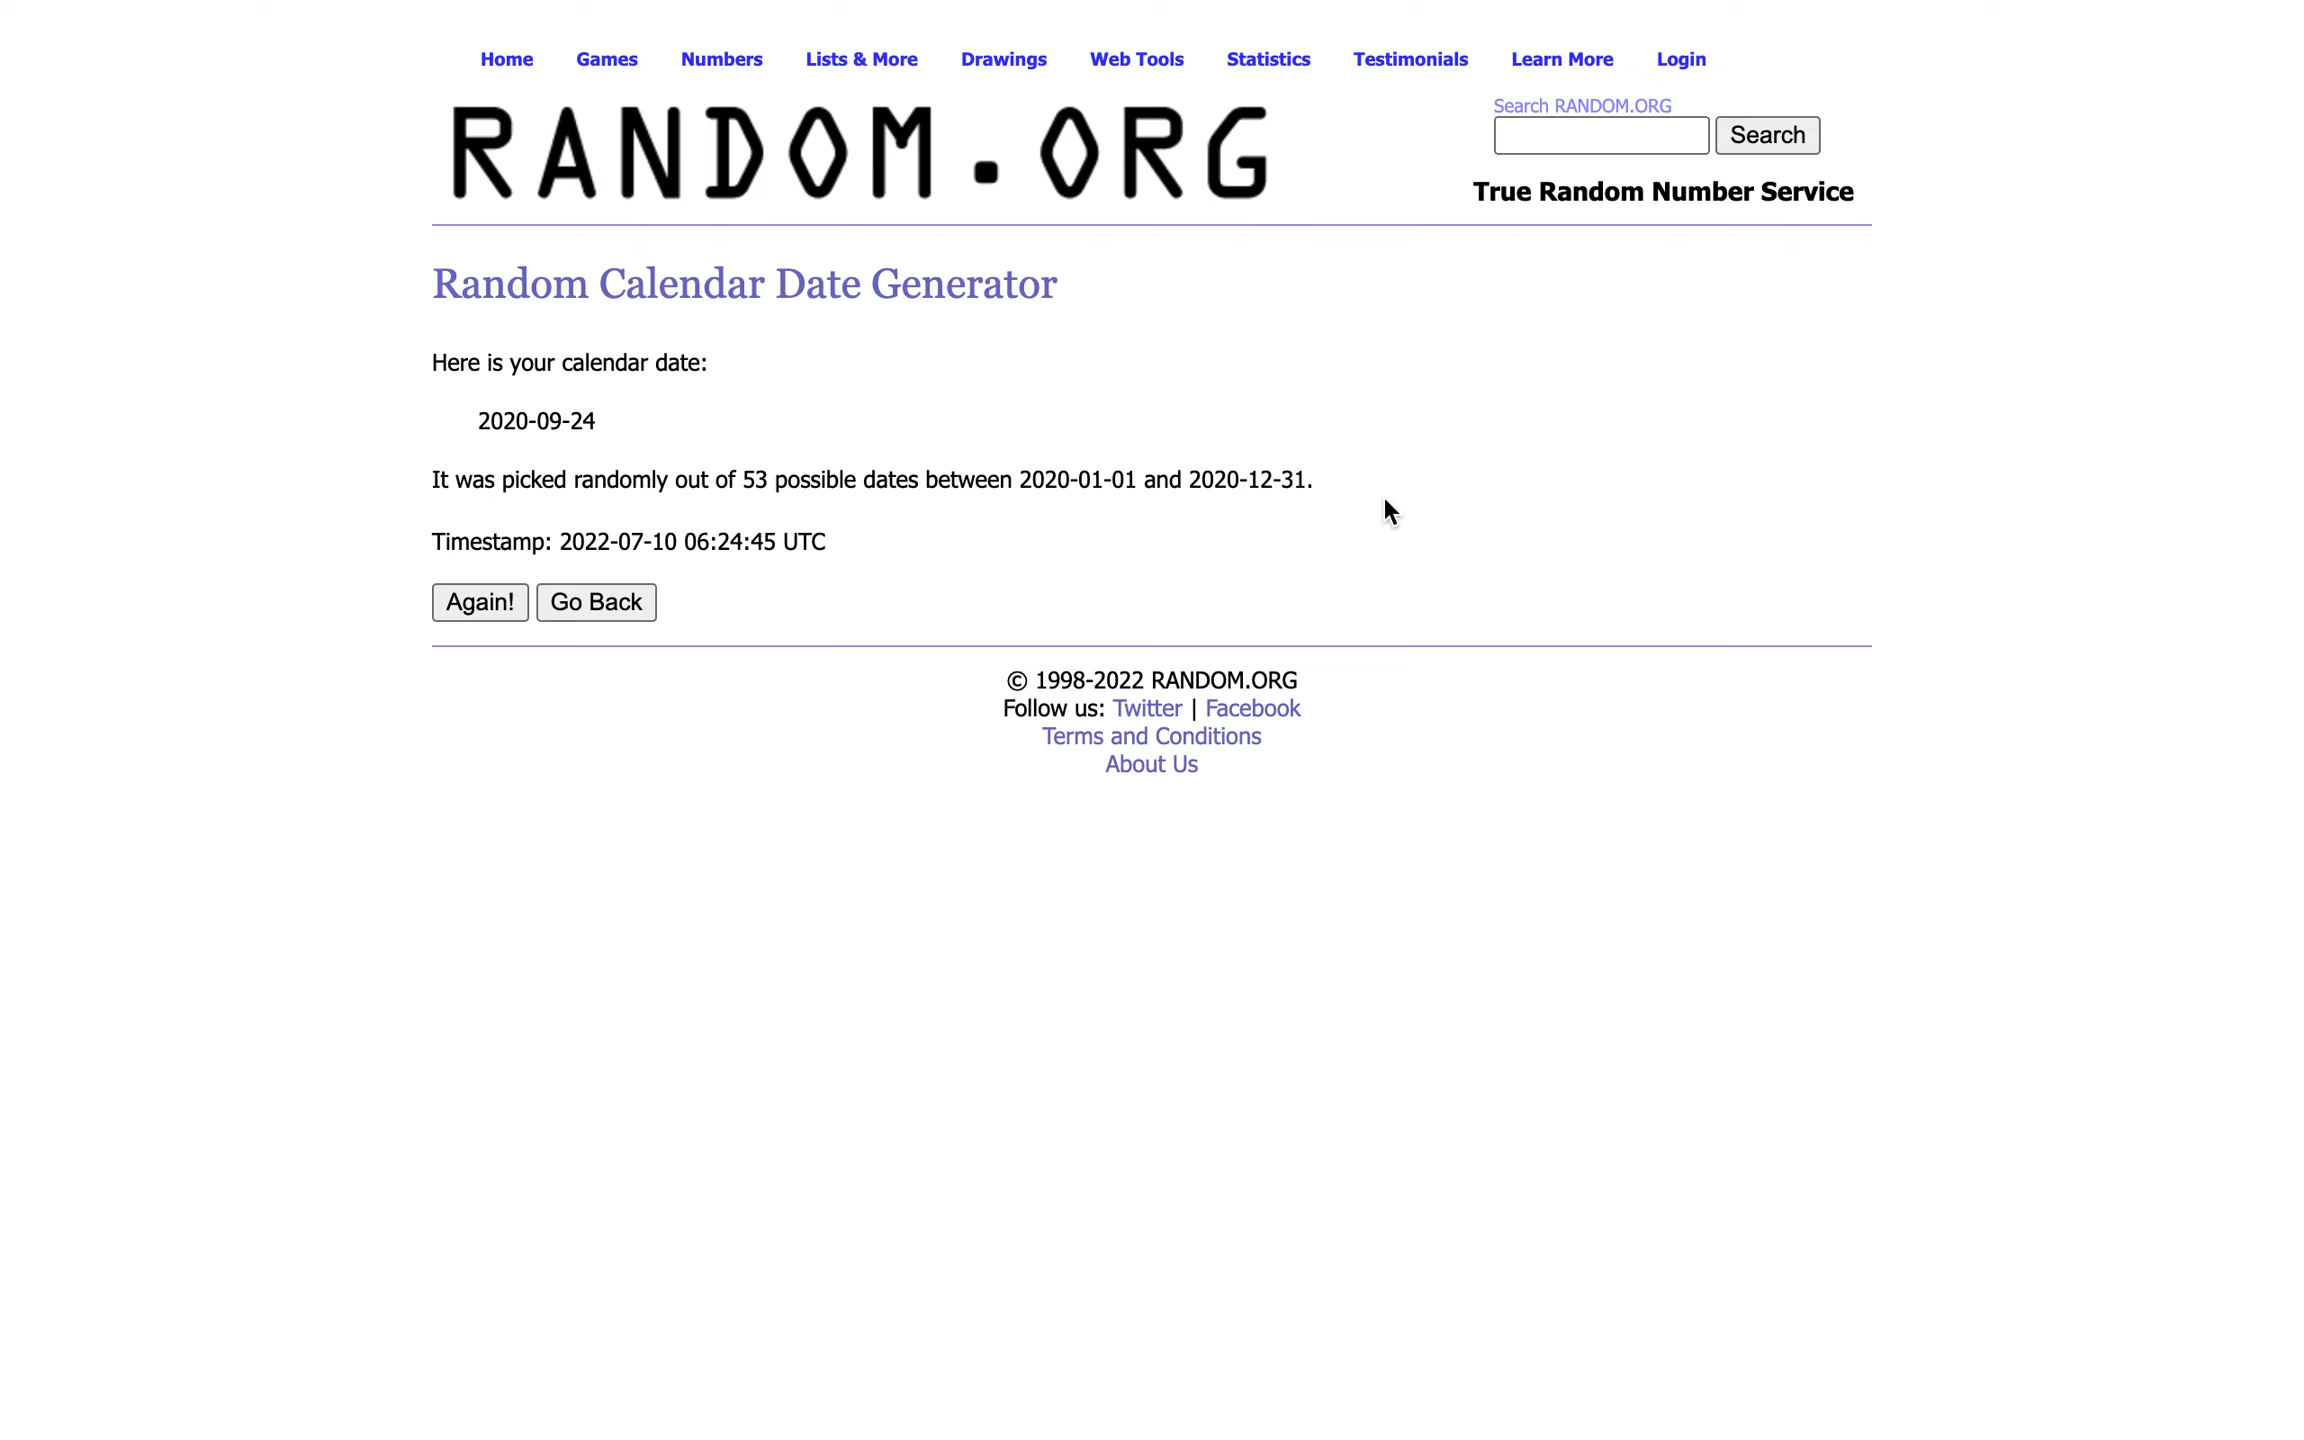 Home Games Numbers Lists & More Drawings Web Tools Statistics Testimonials Learn More Login
RANDOM.ORG
Search RANDOM.ORG
Search
True Random Number Service
Random Calendar Date Generator
Here is your calendar date:
2020-09-24
It was picked randomly out of 53 possible dates between 2020-01-01 and 2020-12-31.
Timestamp: 2022-07-10 06:24:45 UTC
Again! Go Back
© 1998-2022 RANDOM.ORG
Follow us: Twitter | Facebook
Terms and Conditions
About Us